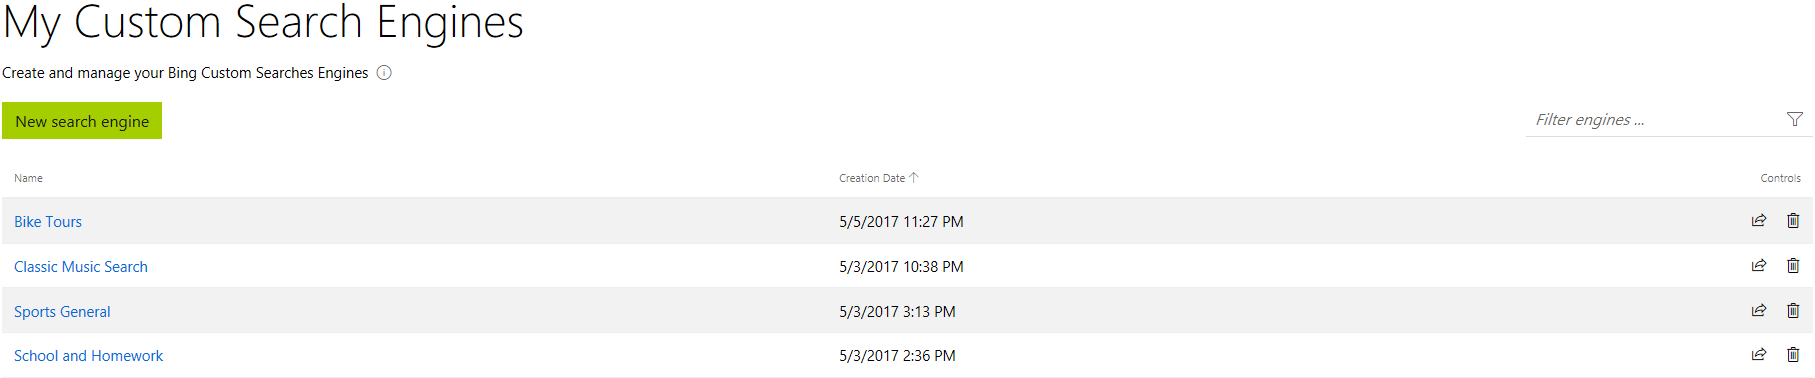 My Custom Search Engines
Create and manage your Bing Custom Searches Engines
New search engine
Filter engines ...
Name Creation Date Controls
Bike Tours 5/5/2017 11:27 PM
Classic Music Search 5/3/2017 10:38 PM
Sports General 5/3/2017 3:13 PM
School and Homework 5/3/2017 2:36 PM